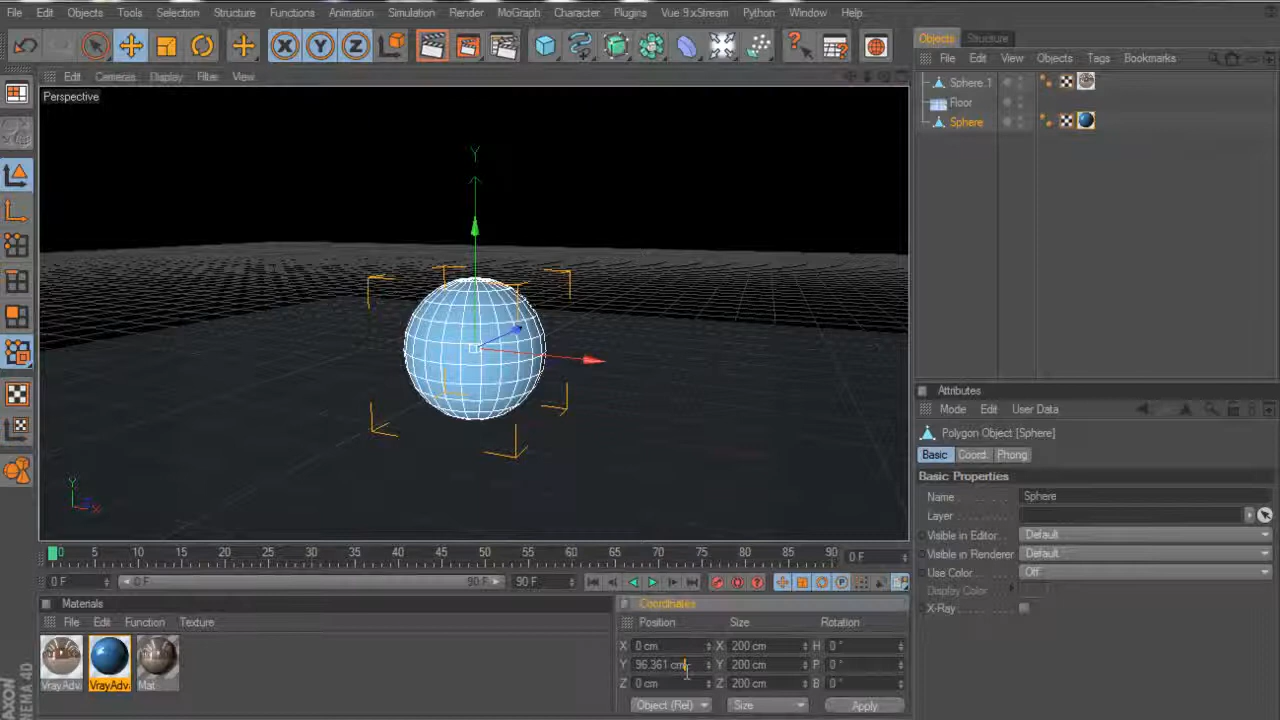 File Edit Objects Tools Selection Structure Functions Animation Simulation Render MoGraph Character Plugins Vue 9 xStream Python Window Help
Edit Cameras Display Filter View
Perspective
Y
Y
X
0 5 10 15 20 25 30 35 40 45 50 55 60 65 70 75 80 85 90 0 F
0 F 0 F 90 F 90 F
Materials
File Edit Function Texture
VrayAdv VrayAdv Mat
Coordinates
Position Size Rotation
X 0 cm X 200 cm H 0 °
Y 96.361 cm Y 200 cm P 0 °
Z 0 cm Z 200 cm B 0 °
Object (Rel) Size Apply
Objects Structure
File Edit View Objects Tags Bookmarks
Sphere.1
Floor
Sphere
Attributes
Mode Edit User Data
Polygon Object [Sphere]
Basic Coord. Phong
Basic Properties
Name Sphere
Layer
Visible in Editor Default
Visible in Renderer Default
Use Color Off
Display Color
X-Ray